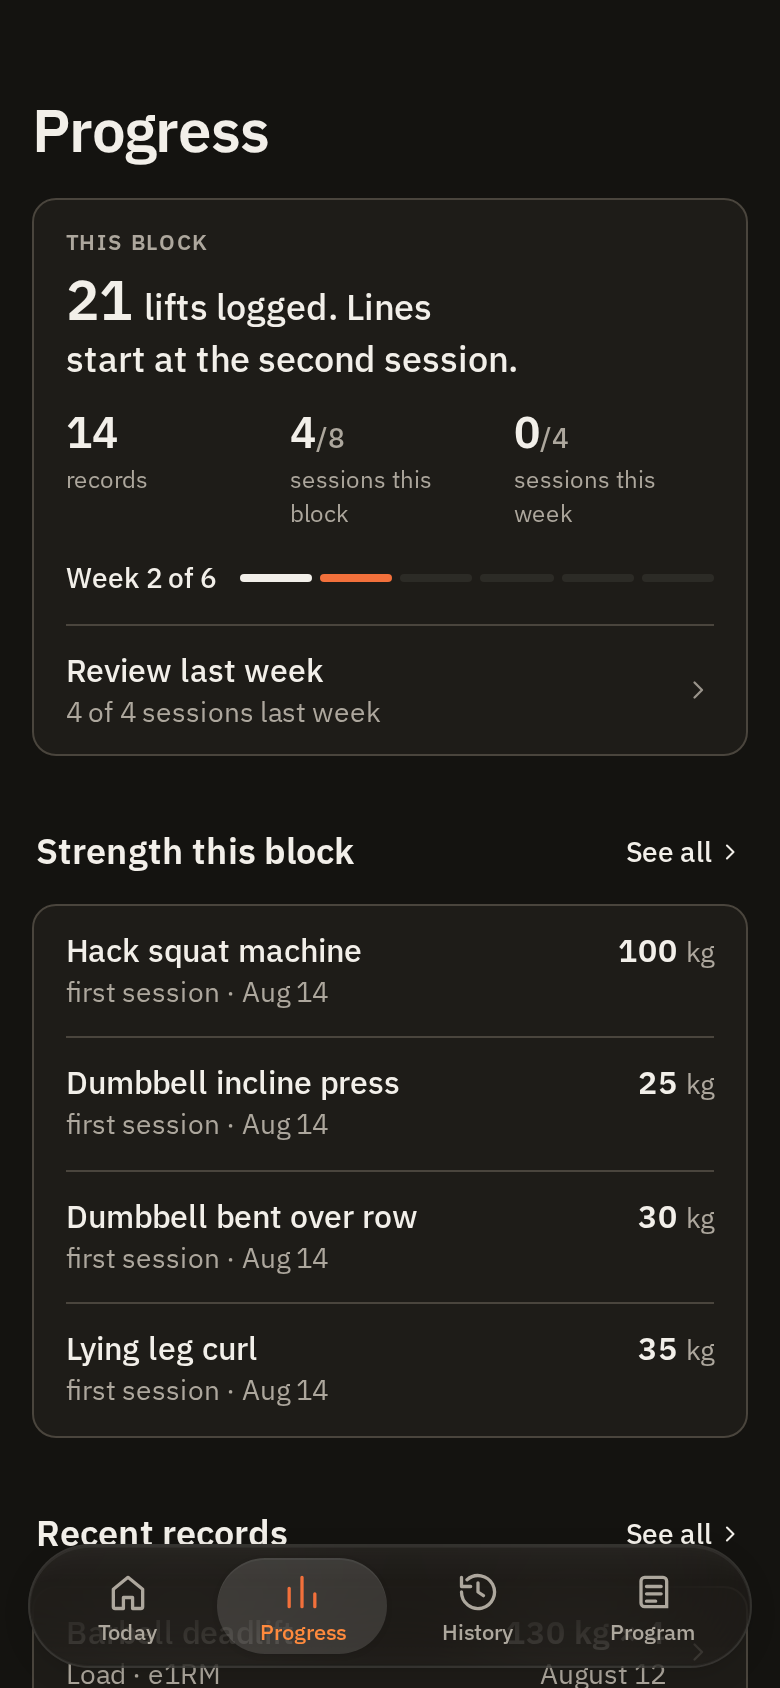 Progress
THIS BLOCK
21 lifts logged. Lines
start at the second session.
14 4/8 0/4
records sessions this sessions this
block week
Week 2 of 6
Review last week
4 of 4 sessions last week
Strength this block See all
Hack squat machine 100 kg
first session · Aug 14
Dumbbell incline press 25 kg
first session · Aug 14
Dumbbell bent over row 30 kg
first session · Aug 14
Lying leg curl 35 kg
first session · Aug 14
Recent records See all
Barbell deadlift 130 kg
Today Progress History Program
Load · e1RM August 12